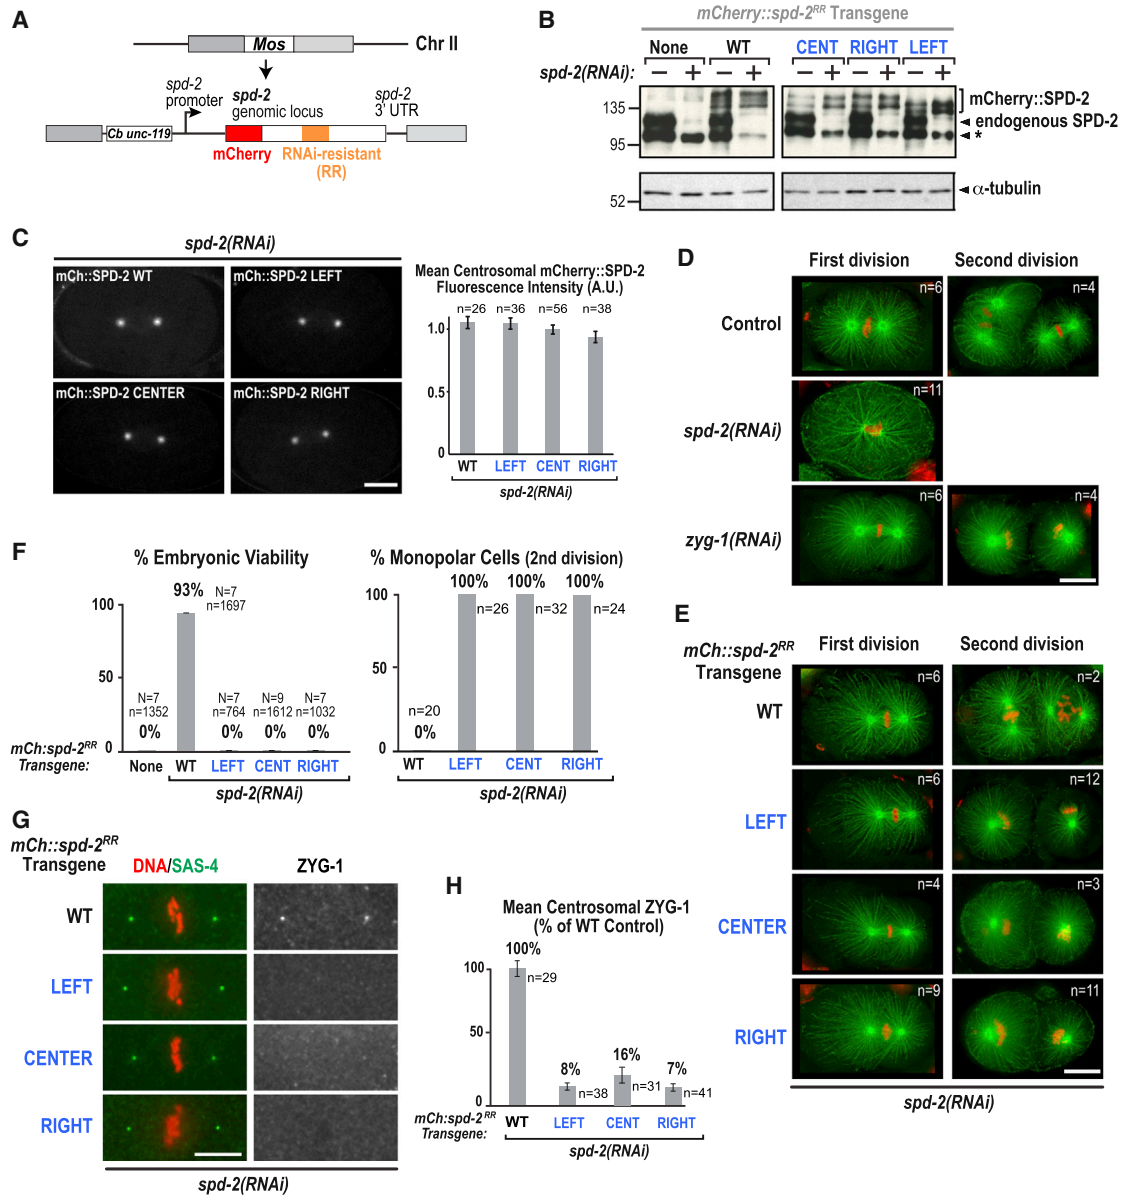 A
Mos
Chr II
spd-2
promoter
spd-2
genomic locus
spd-2
3' UTR
Cb unc-119
mCherry
RNAi-resistant
(RR)
B
mCherry::spd-2RR Transgene
None WT CENT RIGHT LEFT
spd-2(RNAi): – + – + – + – + – +
135
95
52
mCherry::SPD-2
endogenous SPD-2
*
α-tubulin
C
spd-2(RNAi)
mCh::SPD-2 WT
mCh::SPD-2 LEFT
mCh::SPD-2 CENTER
mCh::SPD-2 RIGHT
Mean Centrosomal mCherry::SPD-2
Fluorescence Intensity (A.U.)
n=26 n=36 n=56 n=38
1.0
0.5
0
WT LEFT CENT RIGHT
spd-2(RNAi)
D
First division Second division
Control
n=6
n=4
spd-2(RNAi)
n=11
zyg-1(RNAi)
n=6
n=4
E
mCh::spd-2RR
Transgene
First division Second division
WT
n=6
n=2
LEFT
n=6
n=12
CENTER
n=4
n=3
RIGHT
n=9
n=11
spd-2(RNAi)
F
% Embryonic Viability
100
50
0
93%
N=7
n=1697
N=7 N=7 N=9 N=7
n=1352 n=764 n=1612 n=1032
0% 0% 0% 0%
mCh:spd-2RR
Transgene:
None WT LEFT CENT RIGHT
spd-2(RNAi)
% Monopolar Cells (2nd division)
100% 100% 100%
100
50
0
n=26 n=32 n=24
n=20
0%
WT LEFT CENT RIGHT
spd-2(RNAi)
G
mCh::spd-2RR
Transgene
DNA/SAS-4 ZYG-1
WT
LEFT
CENTER
RIGHT
spd-2(RNAi)
H
Mean Centrosomal ZYG-1
(% of WT Control)
100%
n=29
100
50
0
8%
n=38
16%
n=31
7%
n=41
mCh:spd-2RR
Transgene:
WT LEFT CENT RIGHT
spd-2(RNAi)